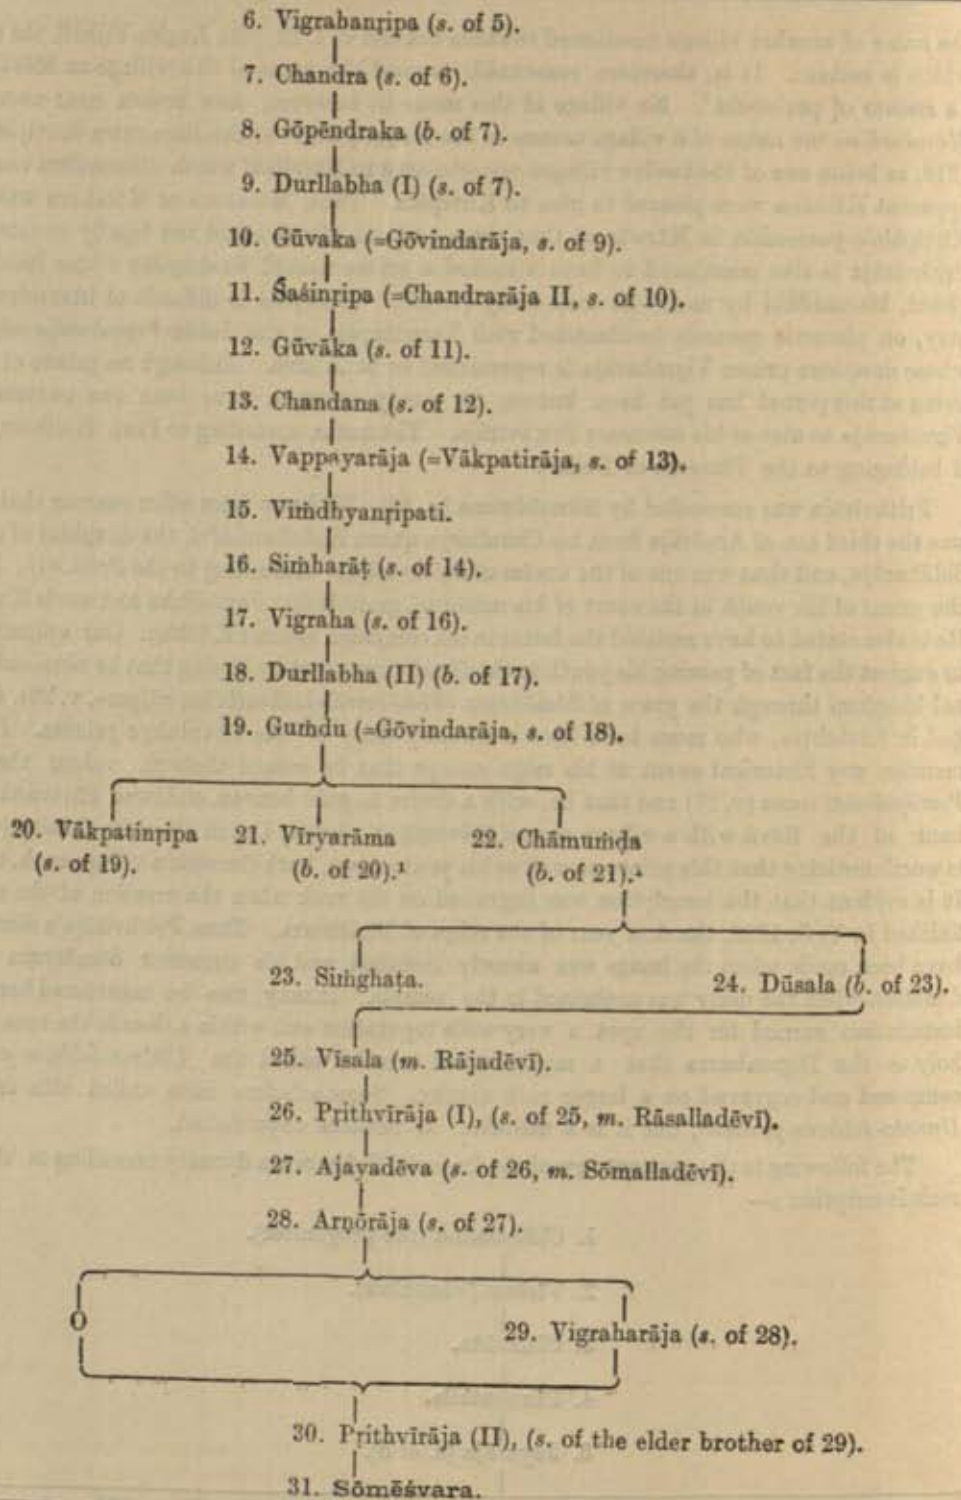 6. Vigrahanṛipa (s. of 5).
7. Chandra (s. of 6).
8. Gōpēndraka (b. of 7).
9. Durllabha (I) (s. of 7).
10. Gūvaka (=Gōvindarāja, s. of 9).
11. Śaśinṛipa (=Chandrarāja II, s. of 10).
12. Gūvāka (s. of 11).
13. Chandana (s. of 12).
14. Vappayarāja (=Vākpatirāja, s. of 13).
15. Viṁdhyanṛipati.
16. Siṁharāṭ (s. of 14).
17. Vigraha (s. of 16).
18. Durllabha (II) (b. of 17).
19. Guṁdu (=Gōvindarāja, s. of 18).
20. Vākpatinṛipa 21. Vīryarāma 22. Chāmuṁḍa
(s. of 19). (b. of 20).¹ (b. of 21).¹
23. Siṁghaṭa. 24. Dūsala (b. of 23).
25. Vīsala (m. Rājadēvī).
26. Pṛithvīrāja (I), (s. of 25, m. Rāsalladēvī).
27. Ajayadēva (s. of 26, m. Sōmalladēvī).
28. Arṇōrāja (s. of 27).
O
29. Vigraharāja (s. of 28).
30. Pṛithvīrāja (II), (s. of the elder brother of 29).
31. Sōmēśvara.